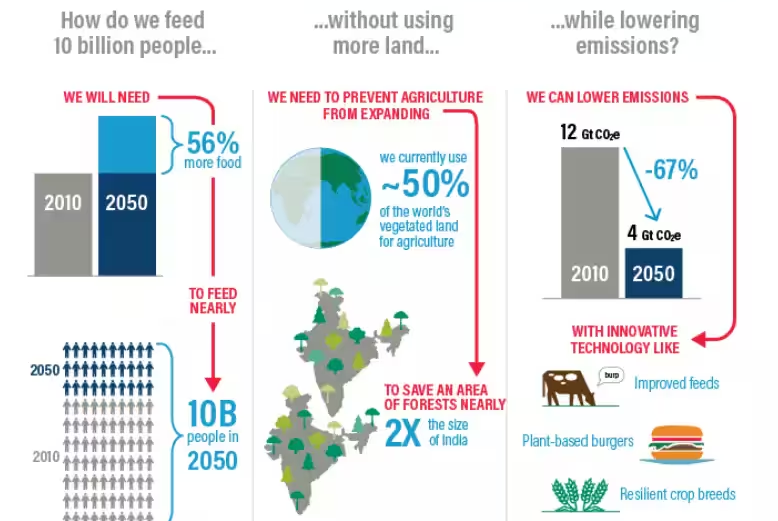 How do we feed
10 billion people...
WE WILL NEED
56%
more food
2010
2050
TO FEED
NEARLY
2050
2010
10B
people in
2050
...without using
more land...
WE NEED TO PREVENT AGRICULTURE
FROM EXPANDING
we currently use
~50%
of the world's
vegetated land
for agriculture
TO SAVE AN AREA
OF FORESTS NEARLY
2X
the size
of India
...while lowering
emissions?
WE CAN LOWER EMISSIONS
12 Gt CO₂e
-67%
4 Gt CO₂e
2010
2050
WITH INNOVATIVE
TECHNOLOGY LIKE
burp
Improved feeds
Plant-based burgers
Resilient crop breeds